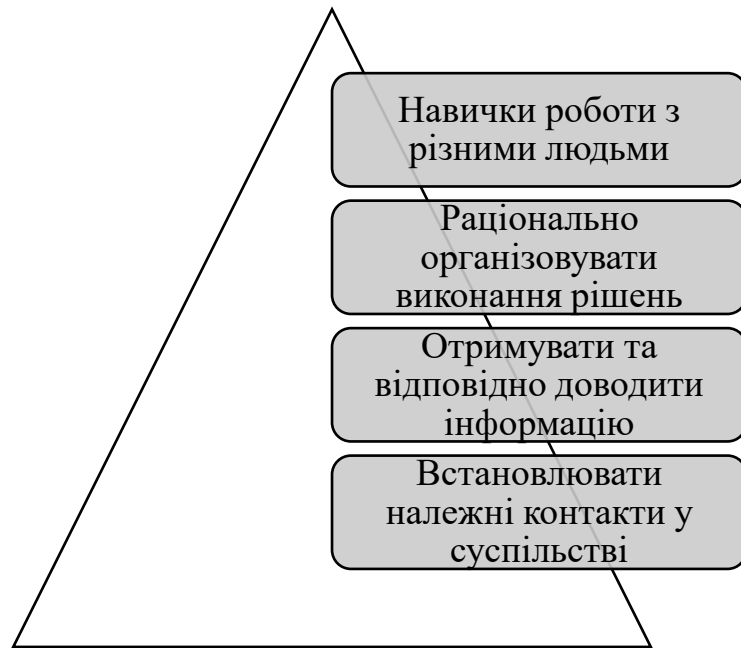 Навички роботи з
різними людьми
Раціонально
організовувати
виконання рішень
Отримувати та
відповідно доводити
інформацію
Встановлювати
належні контакти у
суспільстві